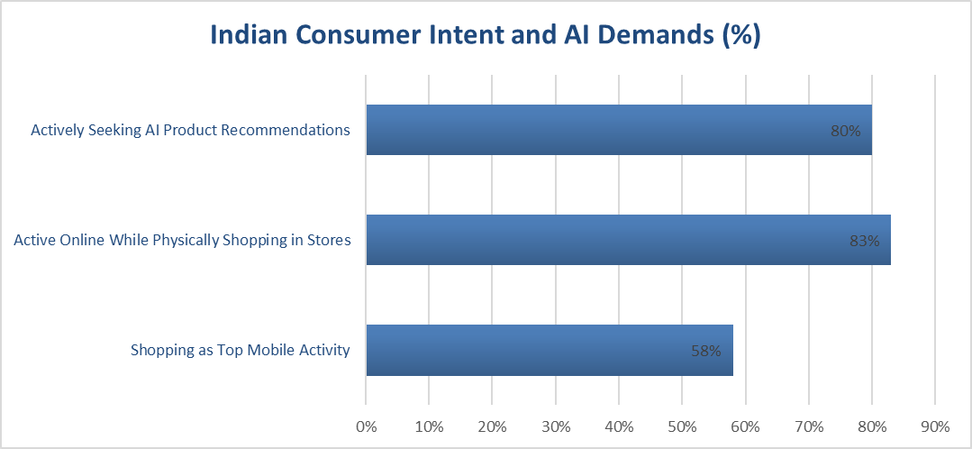 Indian Consumer Intent and AI Demands (%)
Actively Seeking AI Product Recommendations
80%
Active Online While Physically Shopping in Stores
83%
Shopping as Top Mobile Activity
58%
0% 10% 20% 30% 40% 50% 60% 70% 80% 90%